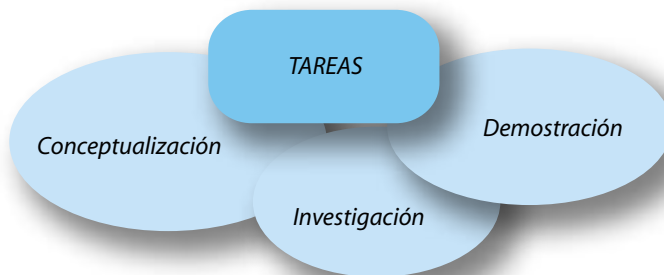 TAREAS
Conceptualización
Demostración
Investigación